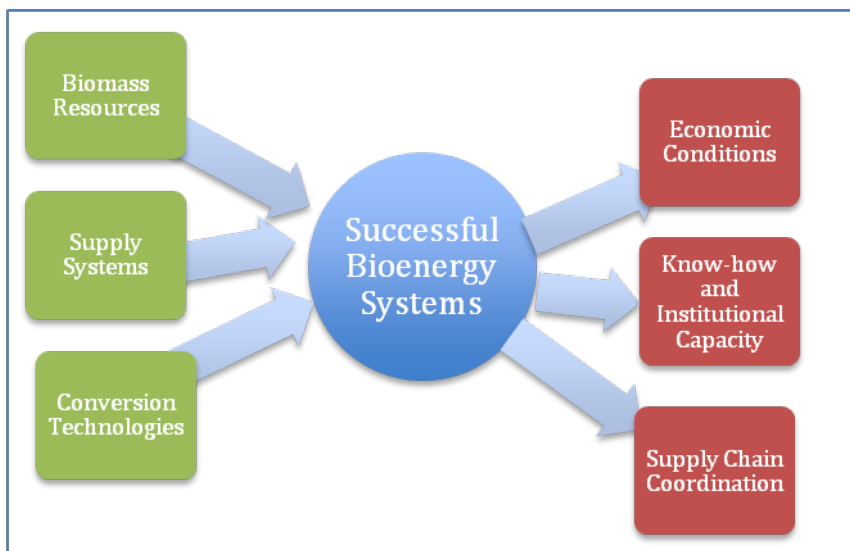 Biomass
Resources
Supply
Systems
Conversion
Technologies
Successful
Bioenergy
Systems
Economic
Conditions
Know-how
and
Institutional
Capacity
Supply Chain
Coordination